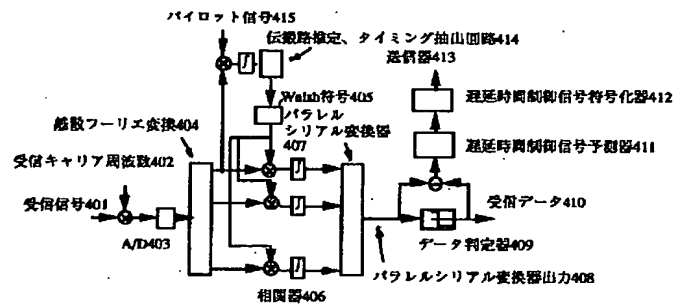 パイロット信号415
伝搬路推定、タイミング抽出回路414
送信器413
Walsh符号405
パラレル
シリアル変換器
407
遅延時間制御信号符号化器412
離散フーリエ変換404
遅延時間制御信号予測器411
受信キャリア周波数402
受信信号401
受信データ410
A/D403
データ判定器409
パラレルシリアル変換器出力408
相関器406